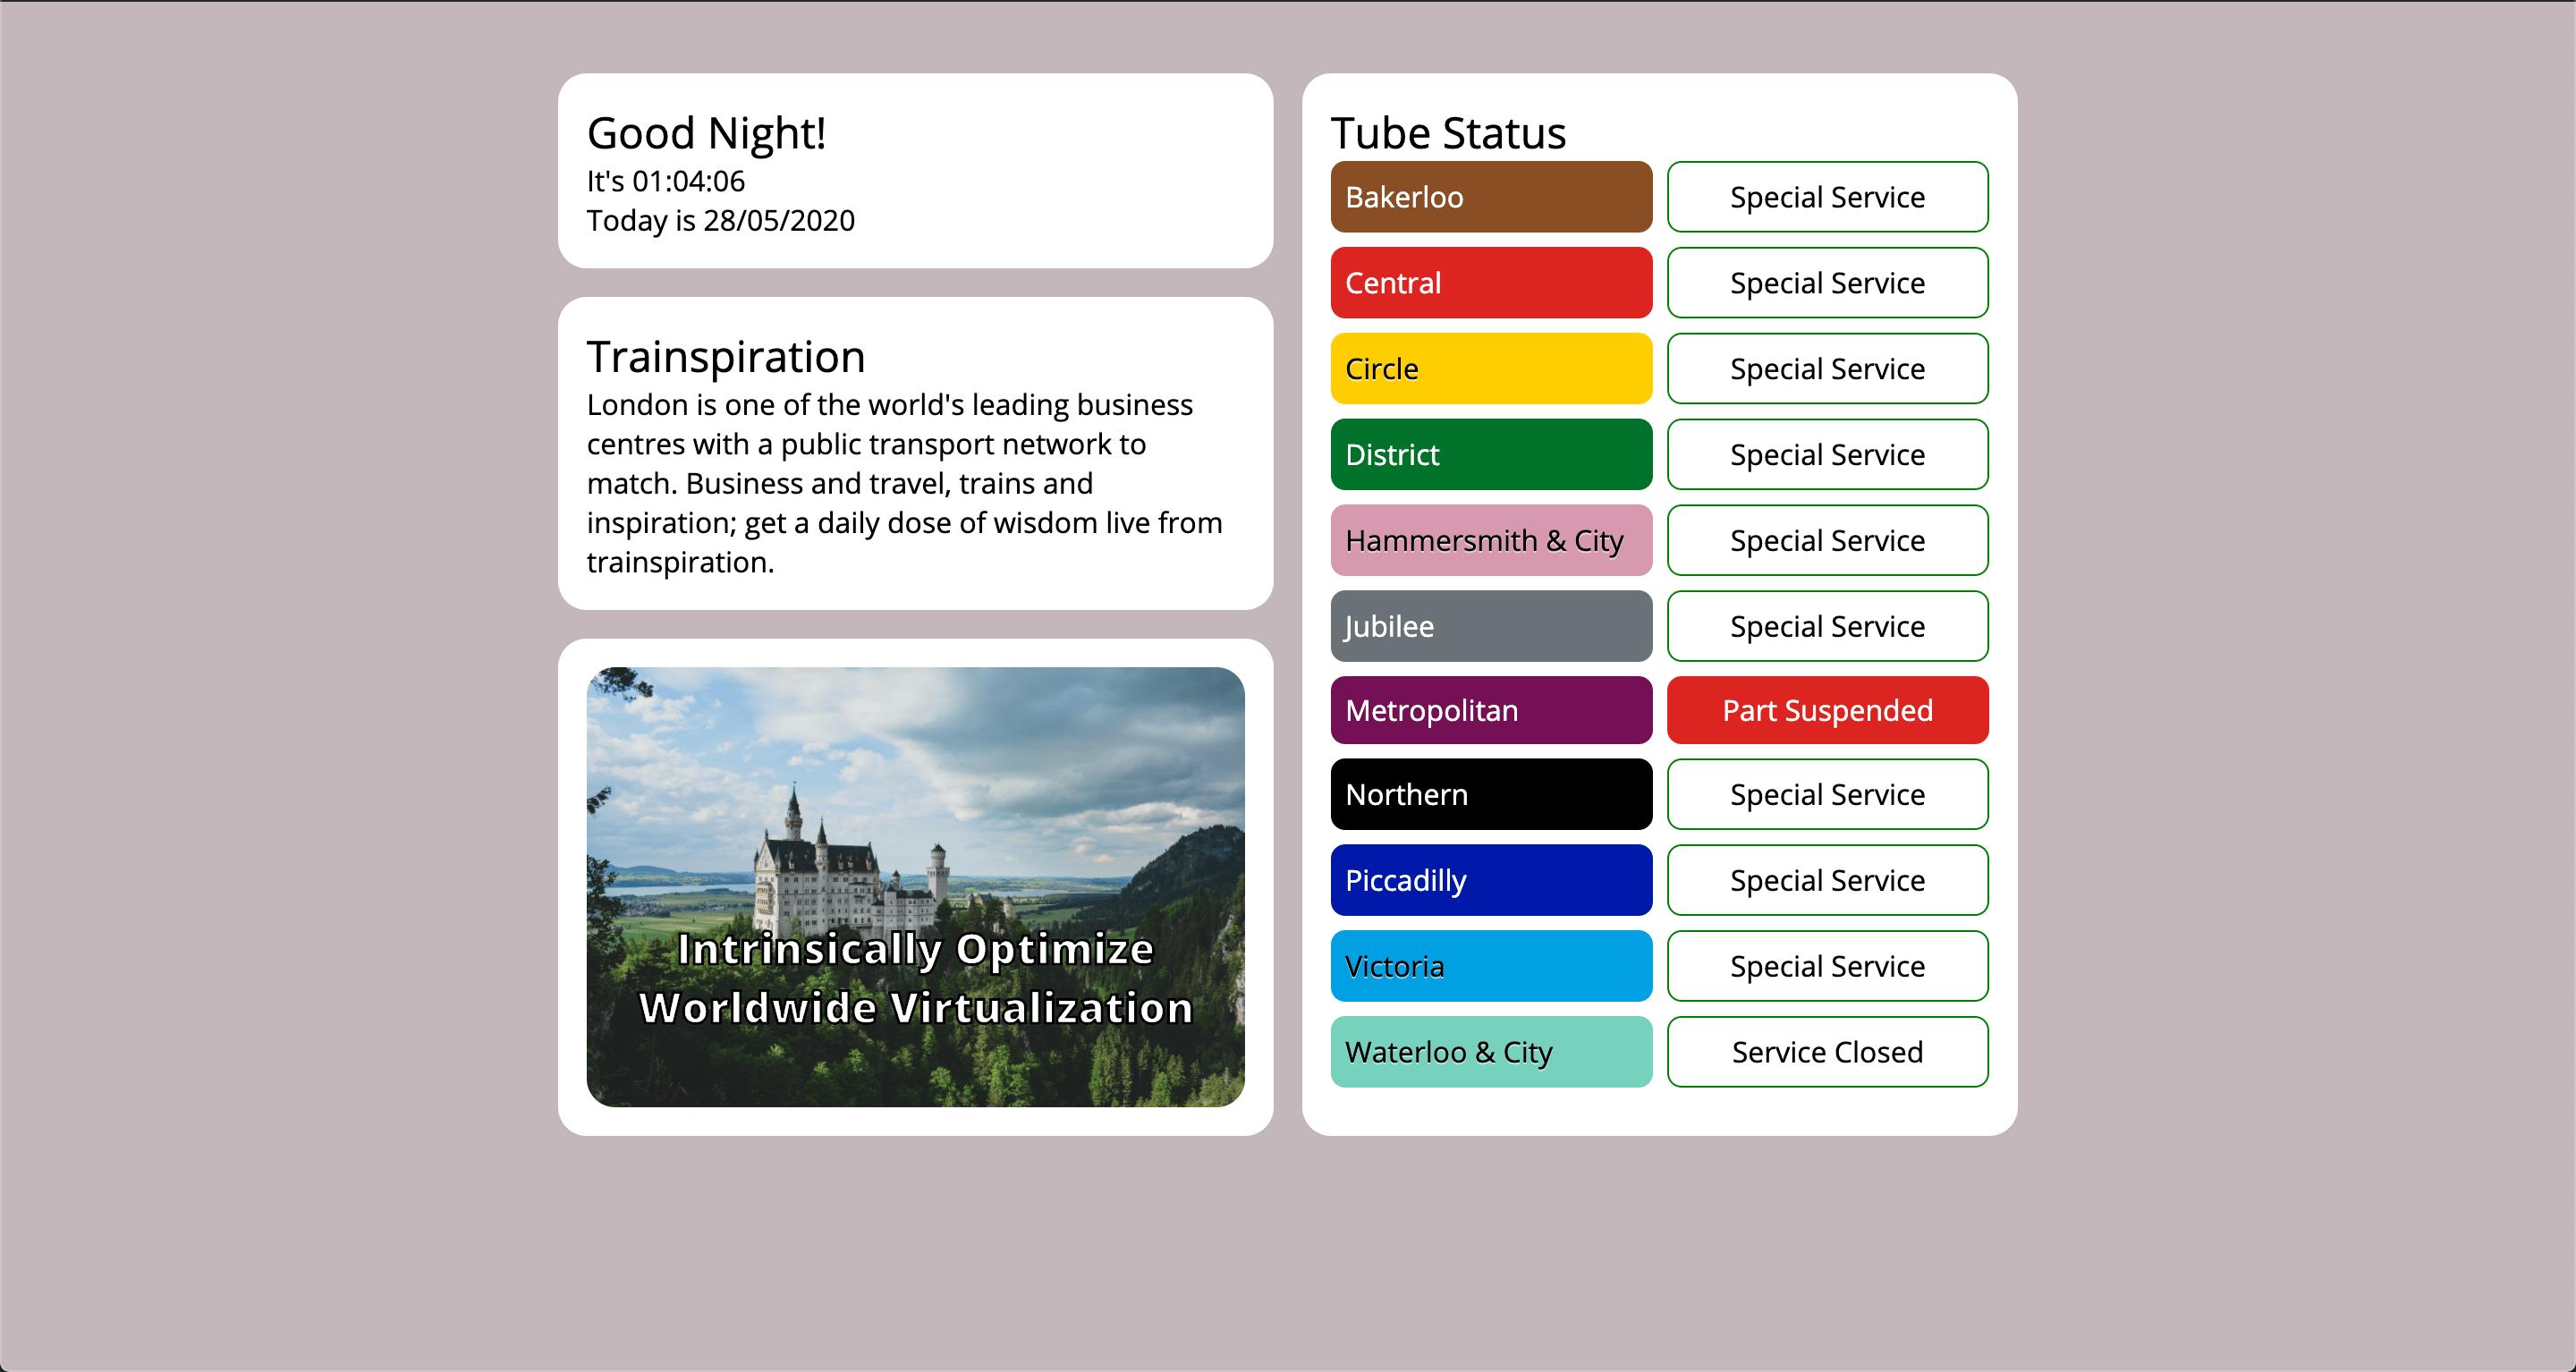 Good Night!
It's 01:04:06
Today is 28/05/2020
Trainspiration
London is one of the world's leading business
centres with a public transport network to
match. Business and travel, trains and
inspiration; get a daily dose of wisdom live from
trainspiration.
Intrinsically Optimize
Worldwide Virtualization
Tube Status
Bakerloo Special Service
Central Special Service
Circle Special Service
District Special Service
Hammersmith & City Special Service
Jubilee Special Service
Metropolitan Part Suspended
Northern Special Service
Piccadilly Special Service
Victoria Special Service
Waterloo & City Service Closed